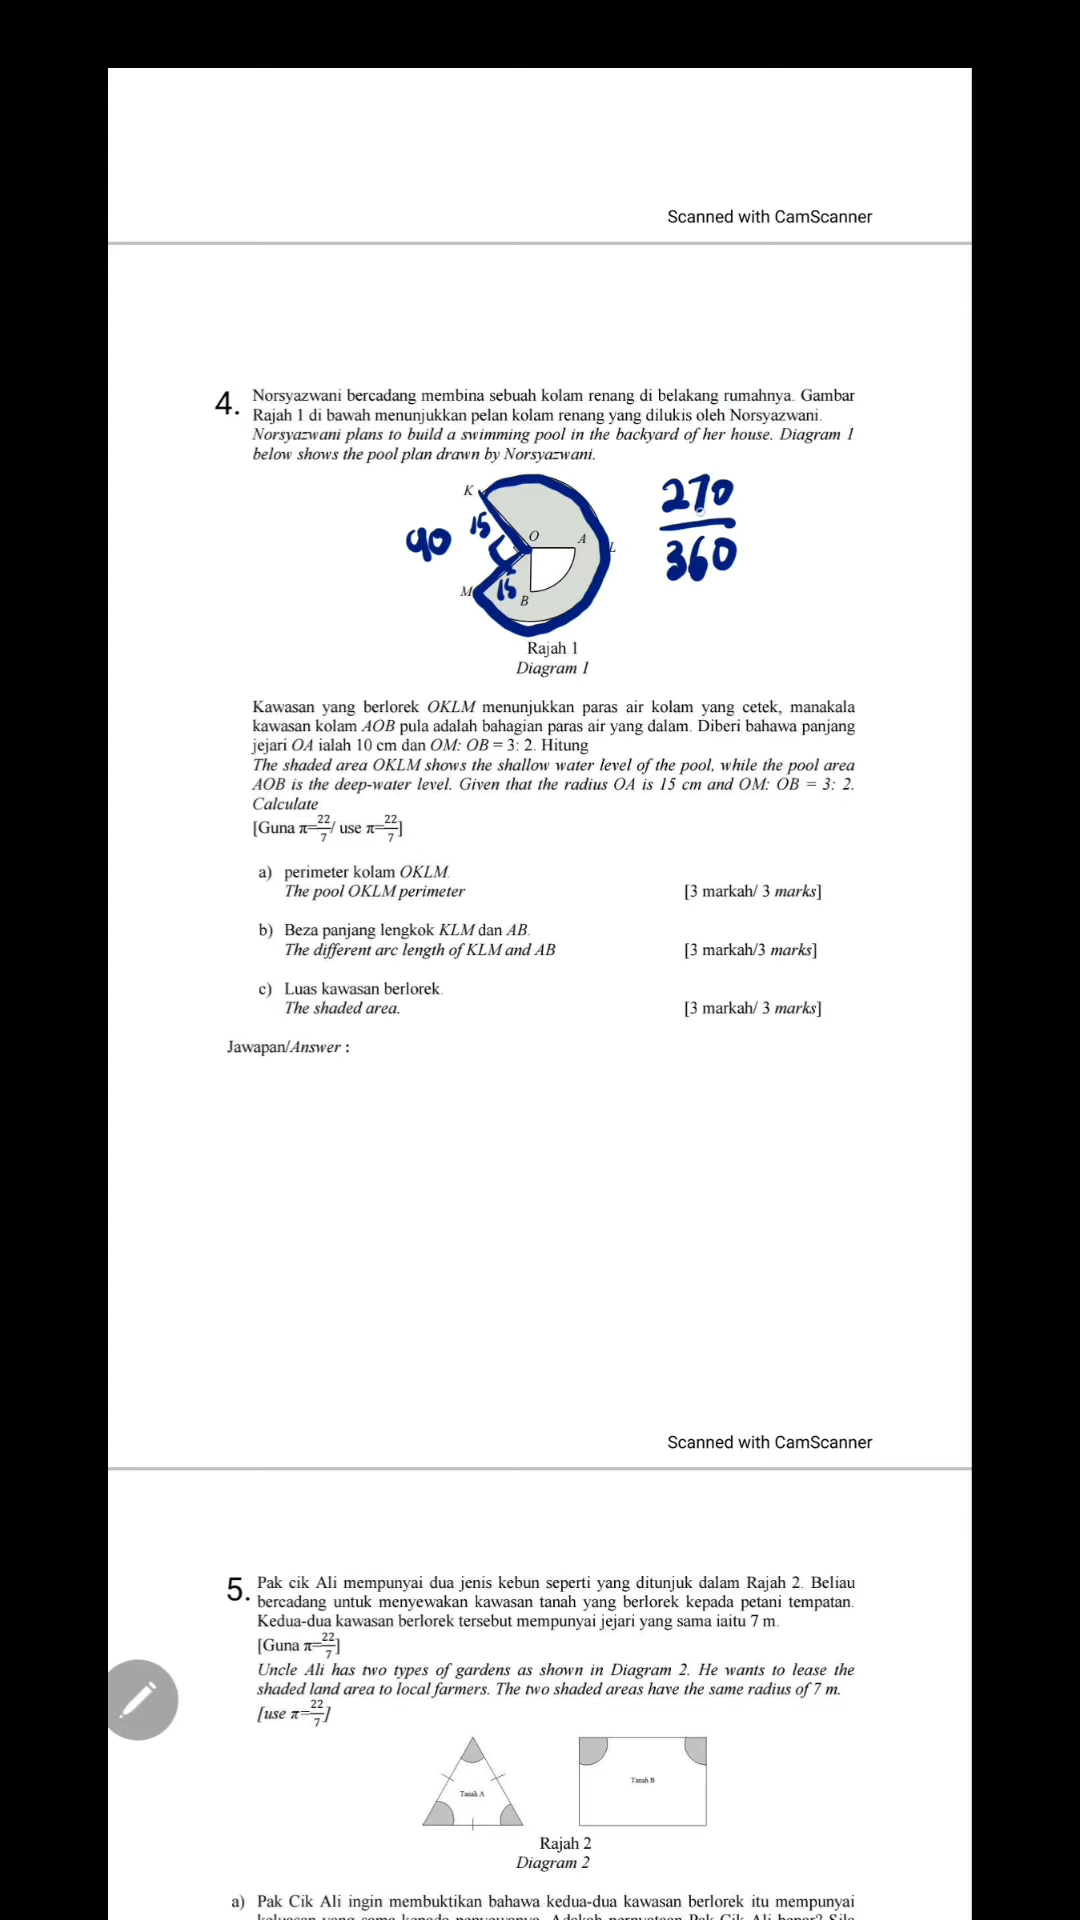 Scanned with CamScanner
4. Norsyazwani bercadang membina sebuah kolam renang di belakang rumahnya. Gambar
Rajah 1 di bawah menunjukkan pelan kolam renang yang dilukis oleh Norsyazwani.
Norsyazwani plans to build a swimming pool in the backyard of her house. Diagram 1
below shows the pool plan drawn by Norsyazwani.
K
15
O
A
L
90
M
15
B
270
360
Rajah 1
Diagram 1
Kawasan yang berlorek OKLM menunjukkan paras air kolam yang cetek, manakala
kawasan kolam AOB pula adalah bahagian paras air yang dalam. Diberi bahawa panjang
jejari OA ialah 10 cm dan OM: OB = 3: 2. Hitung
The shaded area OKLM shows the shallow water level of the pool, while the pool area
AOB is the deep-water level. Given that the radius OA is 15 cm and OM: OB = 3: 2.
Calculate
[Guna π=22/7/ use π=22/7]
a) perimeter kolam OKLM.
The pool OKLM perimeter [3 markah/ 3 marks]
b) Beza panjang lengkok KLM dan AB.
The different arc length of KLM and AB [3 markah/3 marks]
c) Luas kawasan berlorek.
The shaded area. [3 markah/ 3 marks]
Jawapan/Answer :
Scanned with CamScanner
5. Pak cik Ali mempunyai dua jenis kebun seperti yang ditunjuk dalam Rajah 2. Beliau
bercadang untuk menyewakan kawasan tanah yang berlorek kepada petani tempatan.
Kedua-dua kawasan berlorek tersebut mempunyai jejari yang sama iaitu 7 m.
[Guna π=22/7]
Uncle Ali has two types of gardens as shown in Diagram 2. He wants to lease the
shaded land area to local farmers. The two shaded areas have the same radius of 7 m.
[use π=22/7]
Tanah A
Tanah B
Rajah 2
Diagram 2
a) Pak Cik Ali ingin membuktikan bahawa kedua-dua kawasan berlorek itu mempunyai
keluasan yang sama kepada penyewanya. Adakah pernyataan Pak Cik Ali benar? Sila